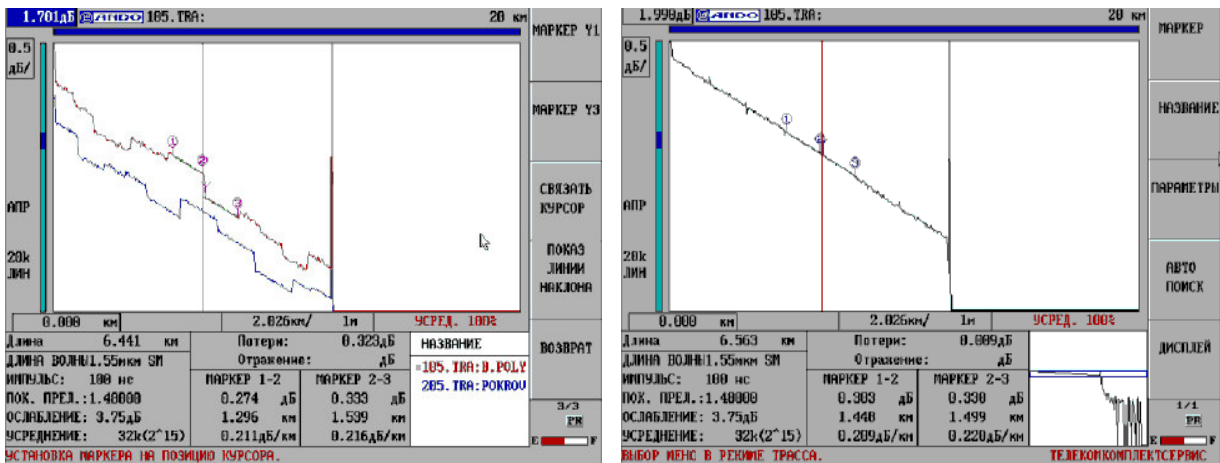 1.701дБ ANDO 105.TRA: 20 км
МАРКЕР Y1
0.5
дБ/
МАРКЕР Y3
1
2
3
СВЯЗАТЬ
КУРСОР
АПР
ПОКАЗ
ЛИНИИ
НАКЛОНА
20k
ЛИН
0.000 км 2.026км/ 1м УСРЕД. 100%
Длина 6.441 км Потери: 0.323дБ НАЗВАНИЕ
ВОЗВРАТ
ДЛИНА ВОЛНЫ1.55мкм SM Отражение: дБ
105.TRA:B.POLY
ИМПУЛЬС: 100 нс МАРКЕР 1-2 МАРКЕР 2-3
205.TRA:POKROV
ПОК. ПРЕЛ.:1.48000 0.274 дБ 0.333 дБ
3/3
ОСЛАБЛЕНИЕ: 3.75дБ 1.296 км 1.539 км
PR
УСРЕДНЕНИЕ: 32k(2^15) 0.211дБ/км 0.216дБ/км
E F
УСТАНОВКА МАРКЕРА НА ПОЗИЦИЮ КУРСОРА.
1.990дБ ANDO 105.TRA: 20 км
МАРКЕР
0.5
дБ/
НАЗВАНИЕ
1
2
3
ПАРАМЕТРЫ
АПР
20k
ЛИН
АВТО
ПОИСК
0.000 км 2.026км/ 1м УСРЕД. 100%
Длина 6.563 км Потери: 0.009дБ
ДИСПЛЕЙ
ДЛИНА ВОЛНЫ1.55мкм SM Отражение: дБ
ИМПУЛЬС: 100 нс МАРКЕР 1-2 МАРКЕР 2-3
ПОК. ПРЕЛ.:1.48000 0.303 дБ 0.330 дБ
1/1
ОСЛАБЛЕНИЕ: 3.75дБ 1.448 км 1.499 км
PR
УСРЕДНЕНИЕ: 32k(2^15) 0.209дБ/км 0.220дБ/км
E F
ВЫБОР МЕНС В РЕЖИМЕ ТРАССА. ТЕЛЕКОМКОМПЛЕКТСЕРВИС